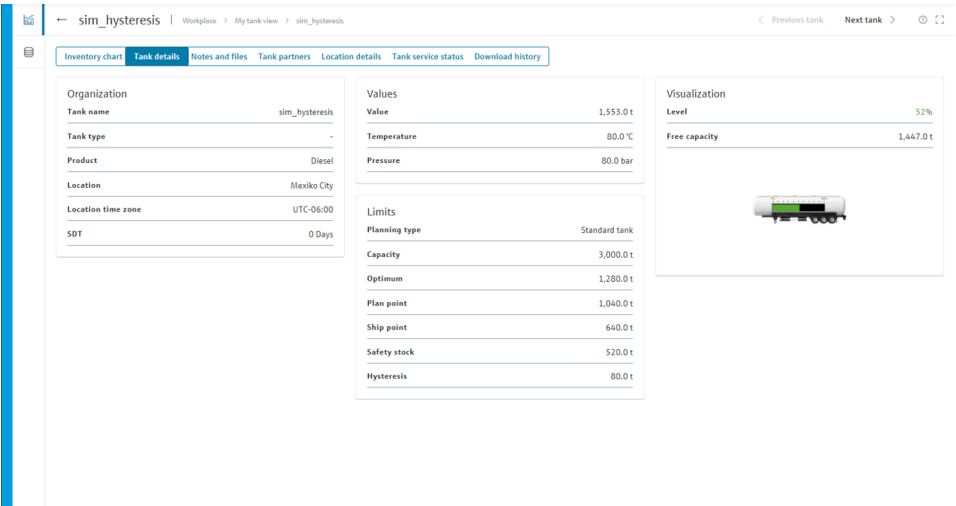 ← sim_hysteresis | Workplace > My tank view > sim_hysteresis < Previous tank Next tank >
Inventory chart Tank details Notes and files Tank partners Location details Tank service status Download history
Organization
Tank name sim_hysteresis
Tank type -
Product Diesel
Location Mexiko City
Location time zone UTC-06:00
SDT 0 Days
Values
Value 1,553.0 t
Temperature 80.0 °C
Pressure 80.0 bar
Limits
Planning type Standard tank
Capacity 3,000.0 t
Optimum 1,280.0 t
Plan point 1,040.0 t
Ship point 640.0 t
Safety stock 520.0 t
Hysteresis 80.0 t
Visualization
Level 52%
Free capacity 1,447.0 t